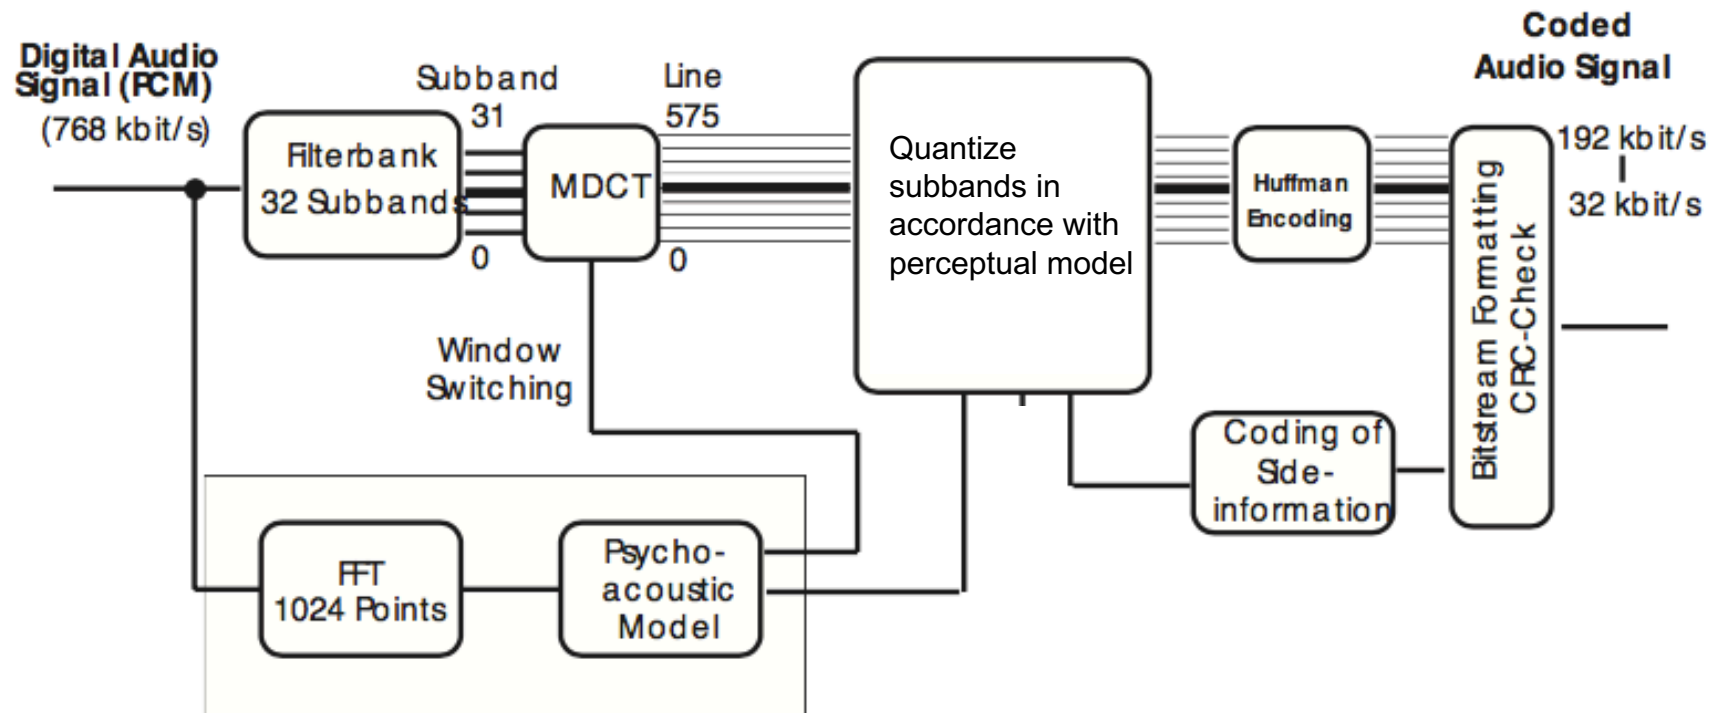 Digital Audio
Signal (PCM)
(768 kbit/s)
Filterbank
32 Subbands
Subband
31
0
MDCT
Line
575
0
Quantize
subbands in
accordance with
perceptual model
Huffman
Encoding
Bitstream Formatting
CRC-Check
Coded
Audio Signal
192 kbit/s
32 kbit/s
Window
Switching
FFT
1024 Points
Psycho-
acoustic
Model
Coding of
Side-
information